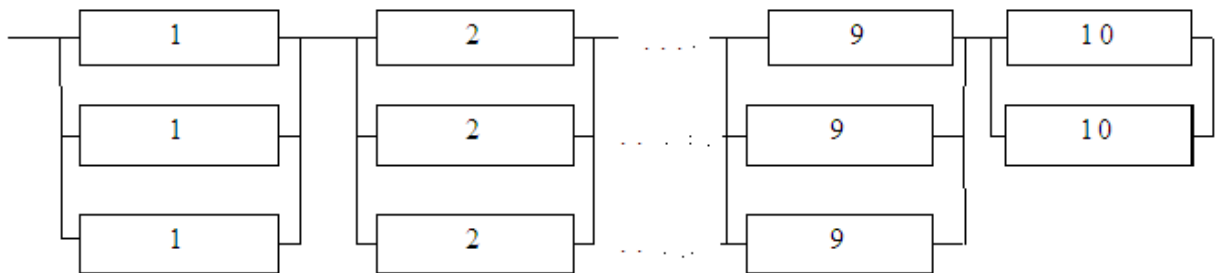 1 2 . . . . 9 10
1 2 . . . . . 9 10
1 2 . . . . . 9